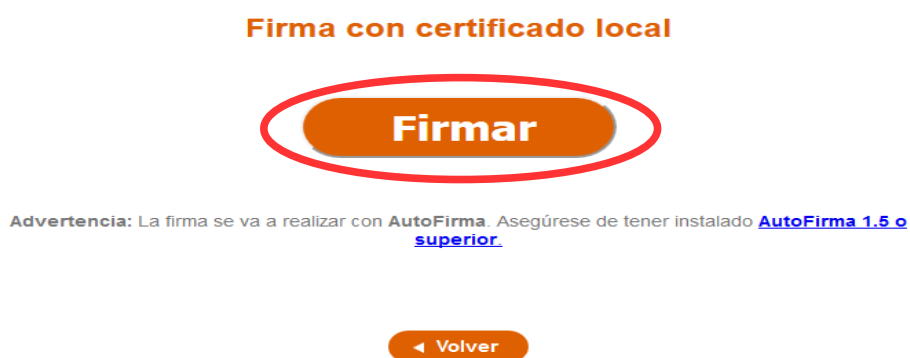 Firma con certificado local
Firmar
Advertencia: La firma se va a realizar con AutoFirma. Asegúrese de tener instalado AutoFirma 1.5 o
superior.
◄ Volver